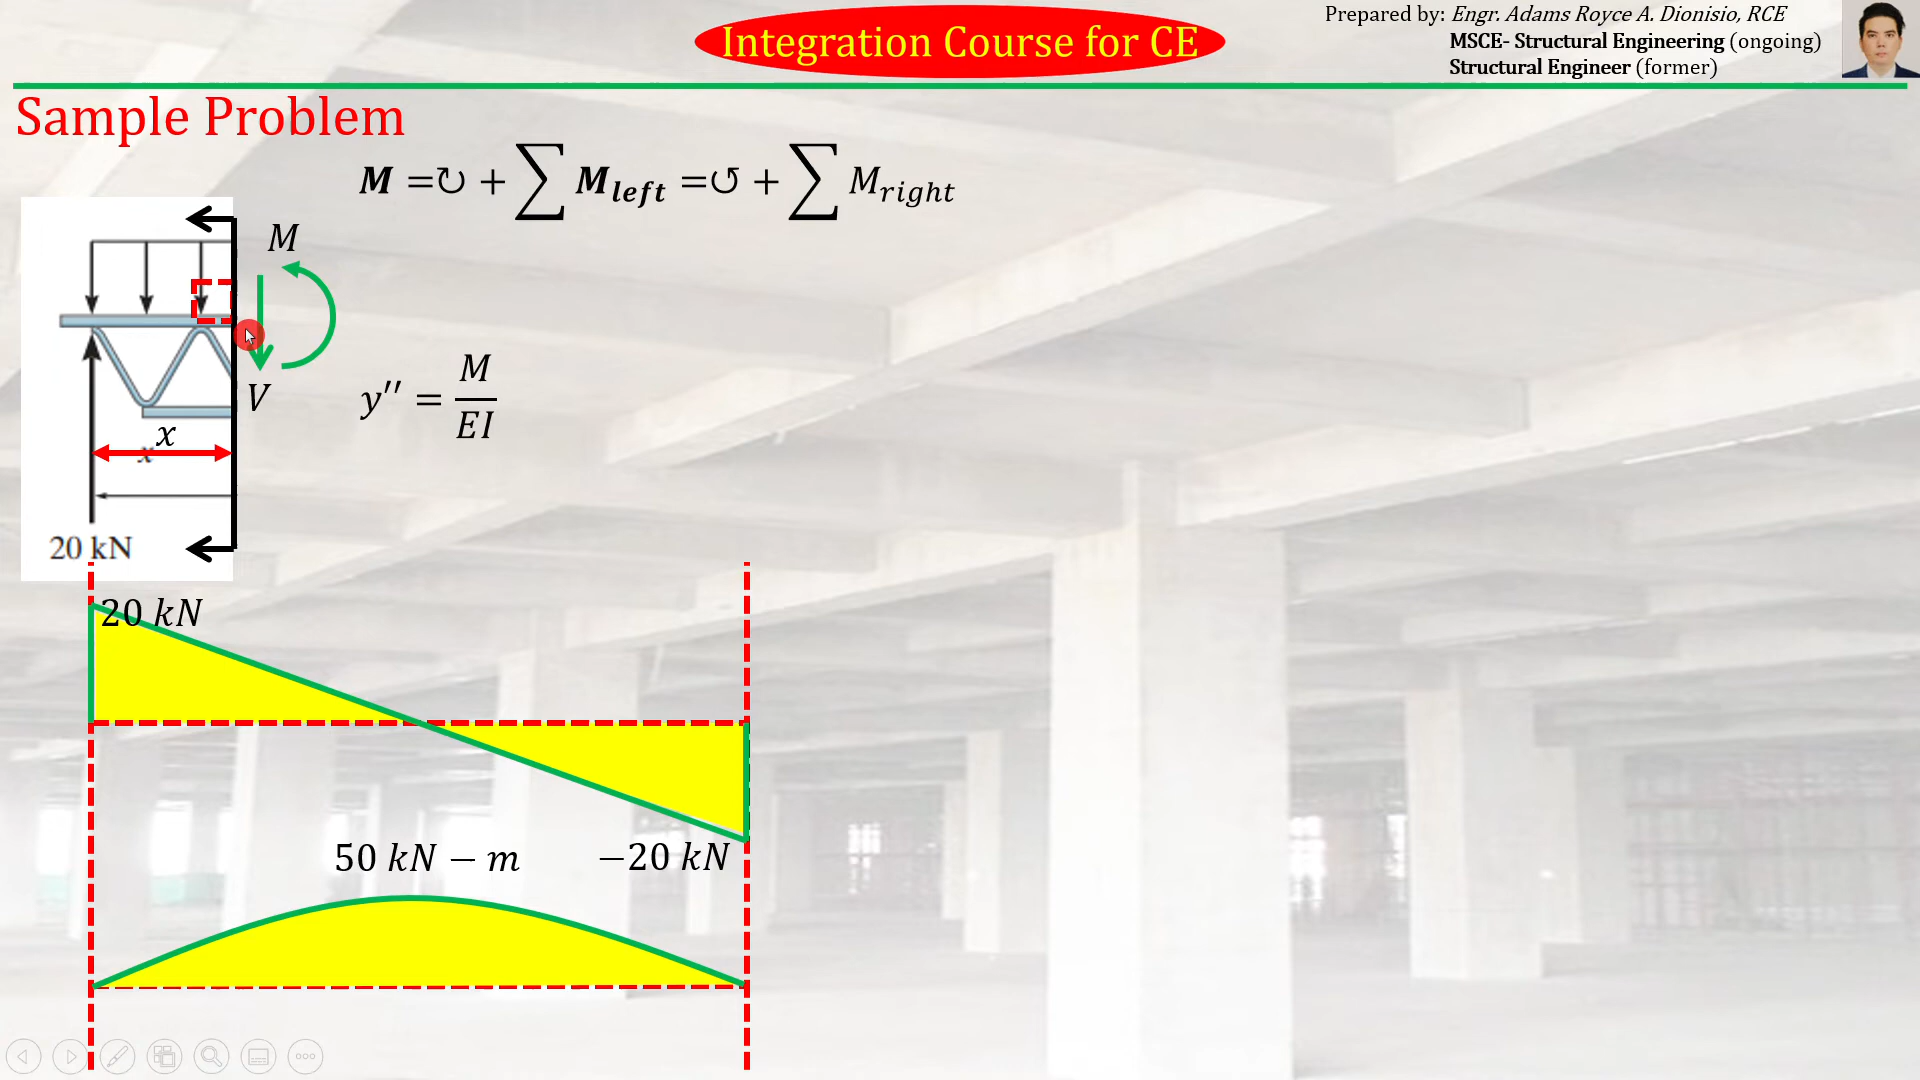 Integration Course for CE
Prepared by: Engr. Adams Royce A. Dionisio, RCE
MSCE- Structural Engineering (ongoing)
Structural Engineer (former)
Sample Problem
M =↻ + ∑ M_left =↺ + ∑ M_right
M
V
y″ = M/EI
x
x
20 kN
20 kN
50 kN − m
−20 kN